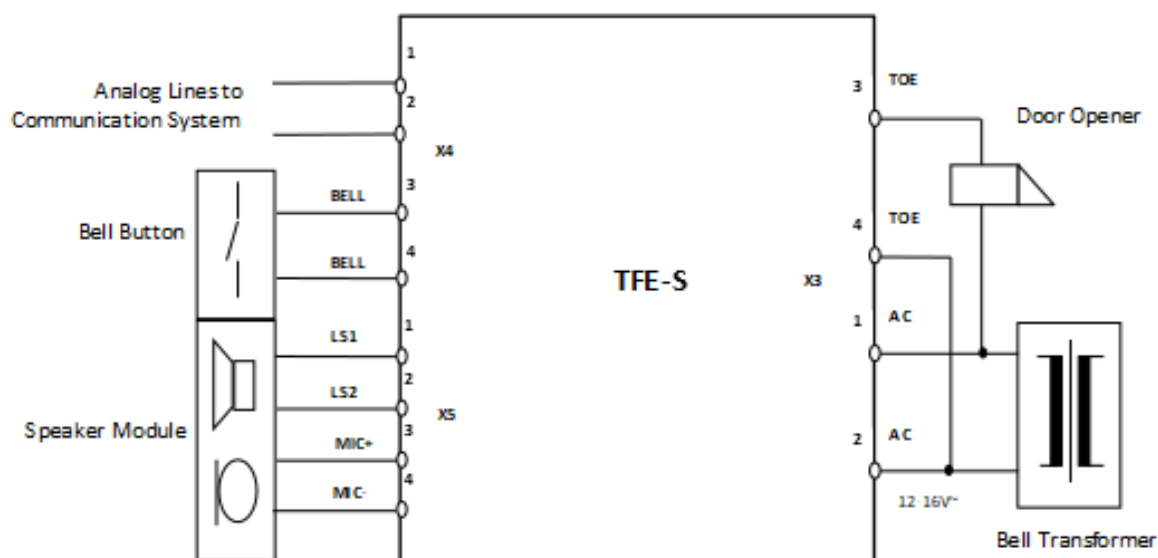 1
Analog Lines to
2
Communication System
X4
3
BELL
Bell Button
4
BELL
1
LS1
2
LS2
X5
Speaker Module
3
MIC+
4
MIC-
TFE-S
3 TOE
Door Opener
4 TOE
X3
1 AC
2 AC
12-16V~
Bell Transformer